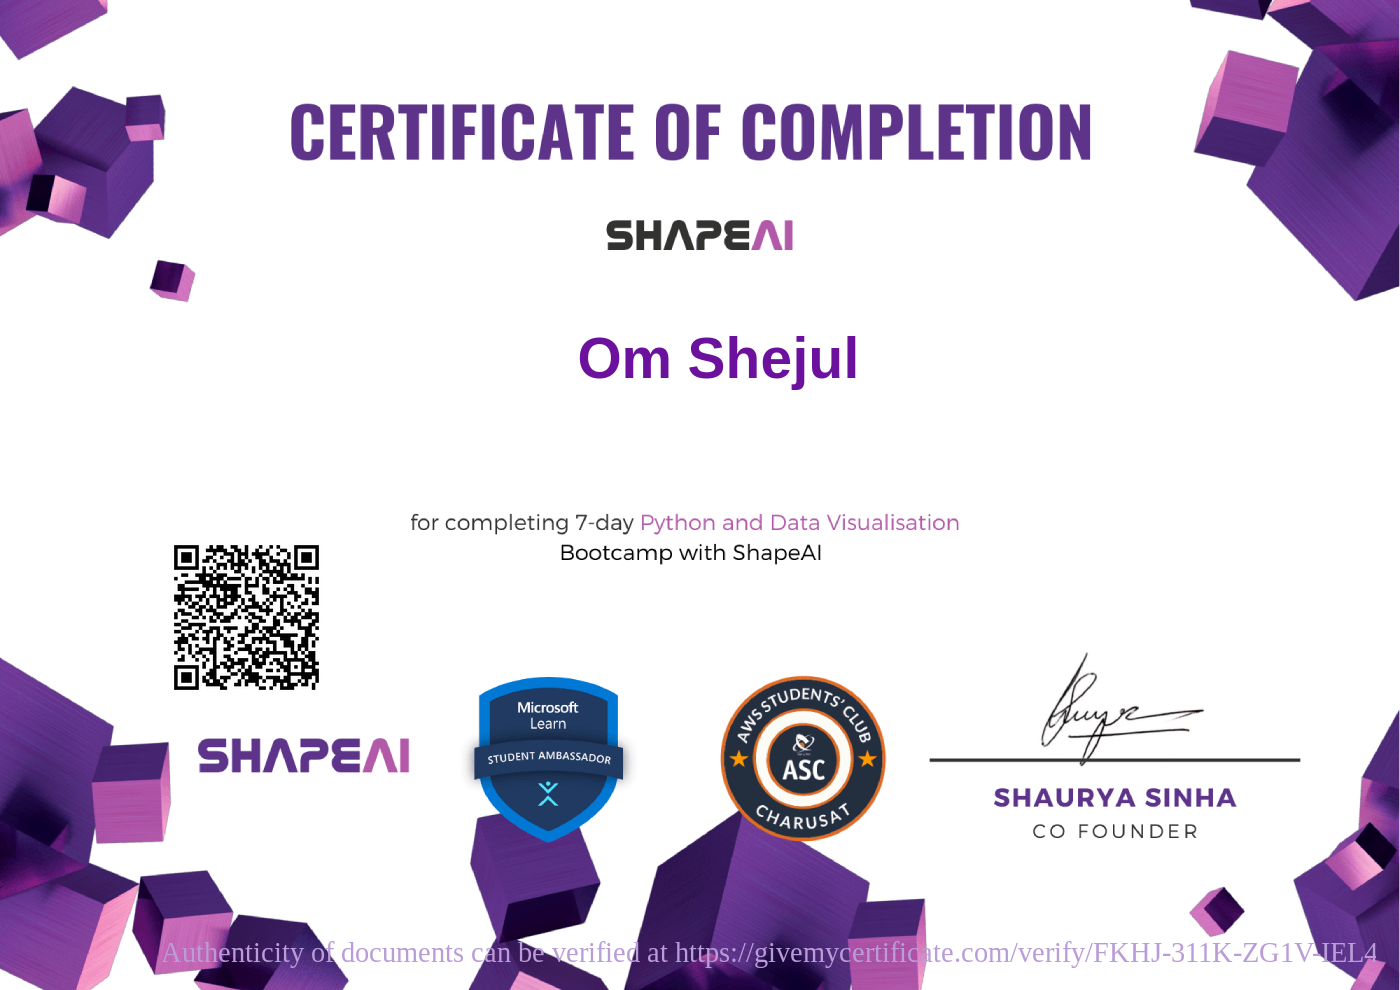 CERTIFICATE OF COMPLETION
SHAPEAI
Om Shejul
for completing 7-day Python and Data Visualisation
Bootcamp with ShapeAI
SHAPEAI
Microsoft
Learn
STUDENT AMBASSADOR
AWS STUDENTS' CLUB
ASC
CHARUSAT
SHAURYA SINHA
CO FOUNDER
Authenticity of documents can be verified at https://givemycertificate.com/verify/FKHJ-311K-ZG1V-IEL4